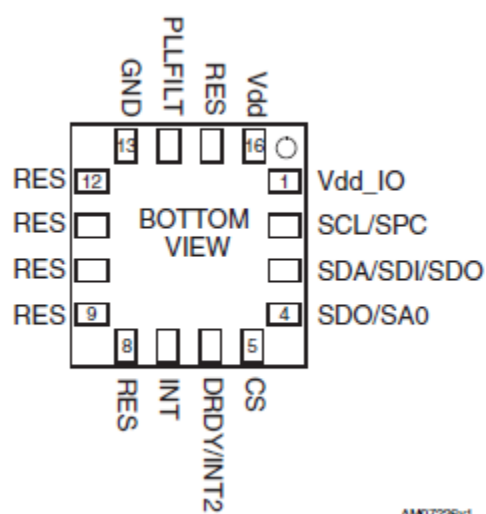 GND
PLLFILT
RES
Vdd
13
16
RES 12
1 Vdd_IO
RES
BOTTOM
VIEW
SCL/SPC
RES
SDA/SDI/SDO
RES 9
4 SDO/SA0
8
5
RES
INT
DRDY/INT2
CS